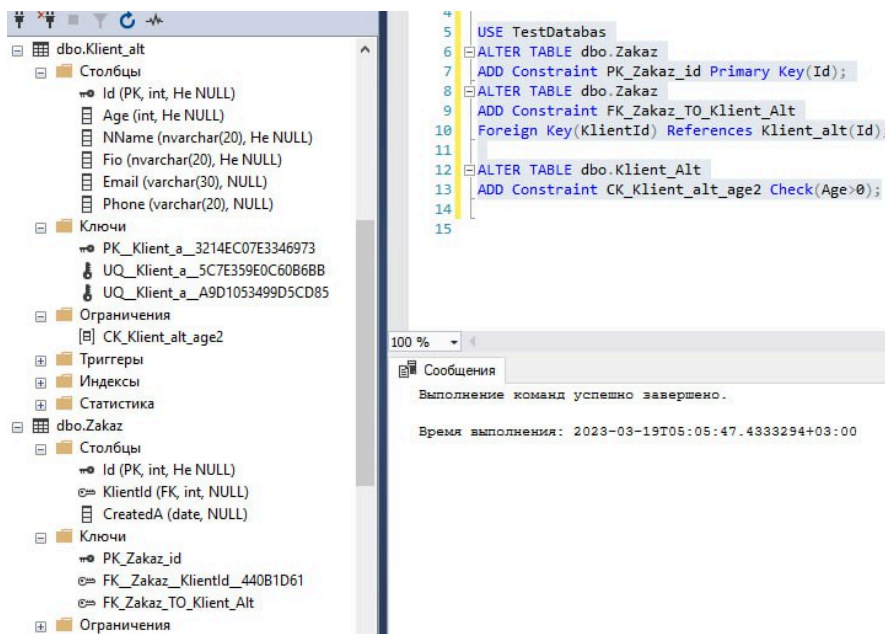 dbo.Klient_alt
Столбцы
Id (PK, int, Не NULL)
Age (int, Не NULL)
NName (nvarchar(20), Не NULL)
Fio (nvarchar(20), Не NULL)
Email (varchar(30), NULL)
Phone (varchar(20), NULL)
Ключи
PK__Klient_a__3214EC07E3346973
UQ__Klient_a__5C7E359E0C60B6BB
UQ__Klient_a__A9D1053499D5CD85
Ограничения
CK_Klient_alt_age2
Триггеры
Индексы
Статистика
dbo.Zakaz
Столбцы
Id (PK, int, Не NULL)
KlientId (FK, int, NULL)
CreatedA (date, NULL)
Ключи
PK_Zakaz_id
FK__Zakaz__KlientId__440B1D61
FK_Zakaz_TO_Klient_Alt
Ограничения
4
5 USE TestDatabas
6 ALTER TABLE dbo.Zakaz
7 ADD Constraint PK_Zakaz_id Primary Key(Id);
8 ALTER TABLE dbo.Zakaz
9 ADD Constraint FK_Zakaz_TO_Klient_Alt
10 Foreign Key(KlientId) References Klient_alt(Id);
11
12 ALTER TABLE dbo.Klient_Alt
13 ADD Constraint CK_Klient_alt_age2 Check(Age>0);
14
15
100 %
Сообщения
Выполнение команд успешно завершено.
Время выполнения: 2023-03-19T05:05:47.4333294+03:00